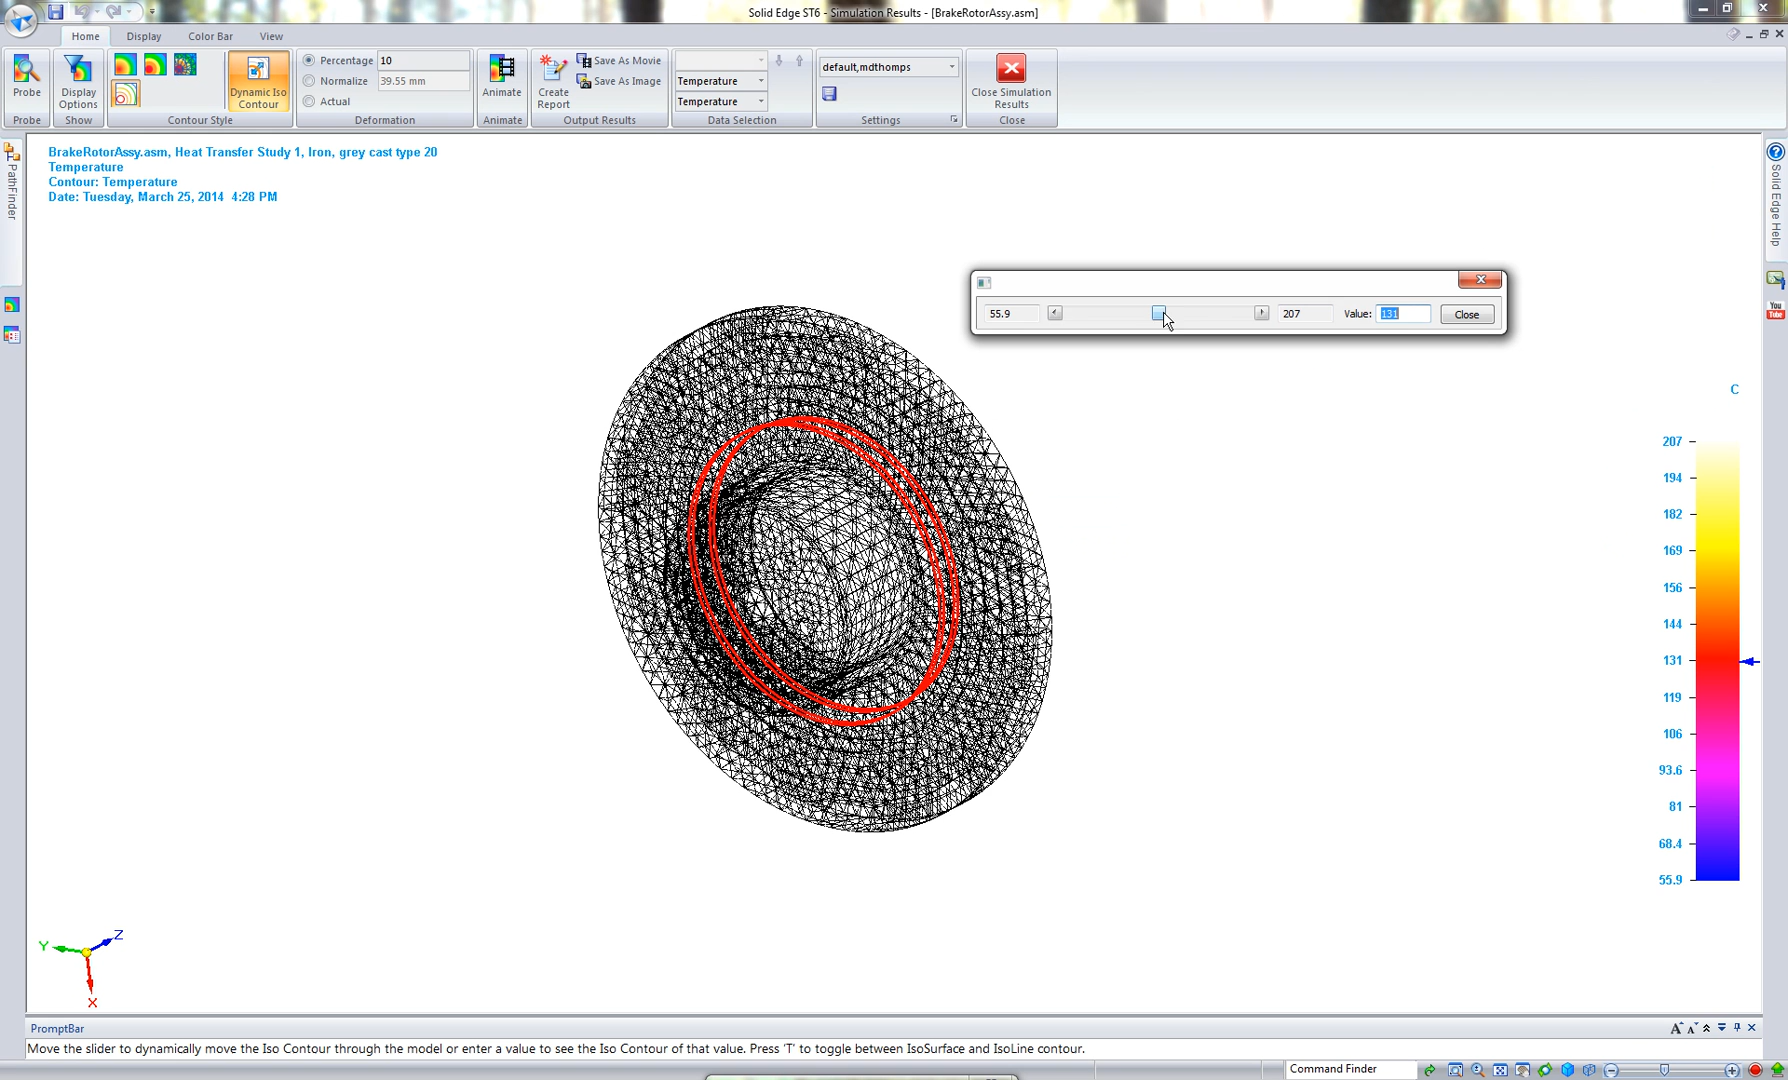 Solid Edge ST6 - Simulation Results - [BrakeRotorAssy.asm]
Home Display Color Bar View
Probe
Display Options
Dynamic Iso Contour
Percentage 10
Normalize 39.55 mm
Actual
Animate
Create Report
Save As Movie
Save As Image
Temperature
Temperature
default,mdthomps
Close Simulation Results
Probe Show Contour Style Deformation Animate Output Results Data Selection Settings Close
PathFinder
Solid Edge Help
You Tube
BrakeRotorAssy.asm, Heat Transfer Study 1, Iron, grey cast type 20
Temperature
Contour: Temperature
Date: Tuesday, March 25, 2014 4:28 PM
55.9 207 Value: 131 Close
C
207
194
182
169
156
144
131
119
106
93.6
81
68.4
55.9
Y Z
X
PromptBar
Move the slider to dynamically move the Iso Contour through the model or enter a value to see the Iso Contour of that value. Press 'T' to toggle between IsoSurface and IsoLine contour.
Command Finder